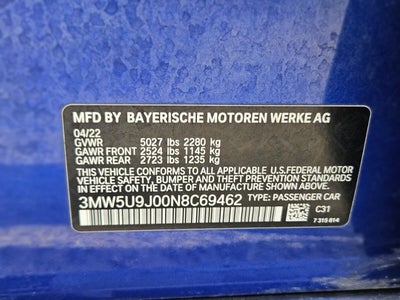 MFD BY BAYERISCHE MOTOREN WERKE AG
04/22
GVWR 5027 lbs 2280 kg
GAWR FRONT 2524 lbs 1145 kg
GAWR REAR 2723 lbs 1235 kg
THIS VEHICLE CONFORMS TO ALL APPLICABLE U.S.FEDERAL MOTOR
VEHICLE SAFETY, BUMPER, AND THEFT PREVENTION STANDARDS
IN EFFECT ON THE DATE OF MANUFACTURE SHOWN ABOVE.
3MW5U9J00N8C69462 TYPE: PASSENGER CAR
C31
7 315-814